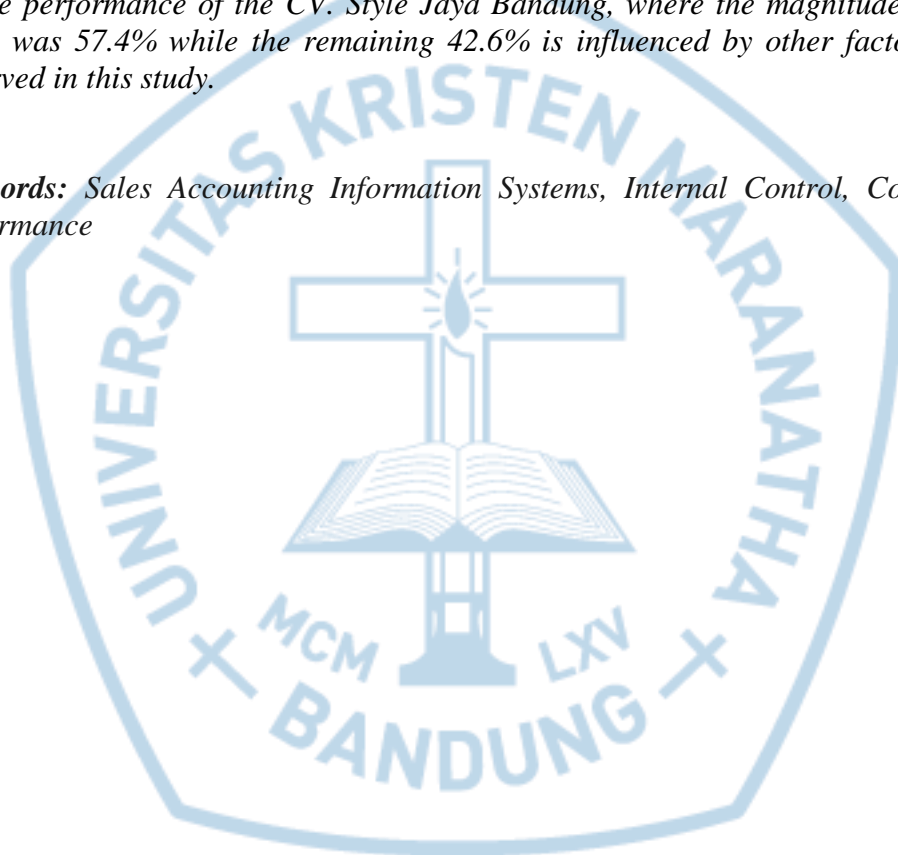 e performance of the CV. Style Jaya Bandung, where the magnitude
was 57.4% while the remaining 42.6% is influenced by other facto
rved in this study.
ords: Sales Accounting Information Systems, Internal Control, Co
rmance
UNIVERSITAS KRISTEN MARANATHA
MCM LXV
BANDUNG